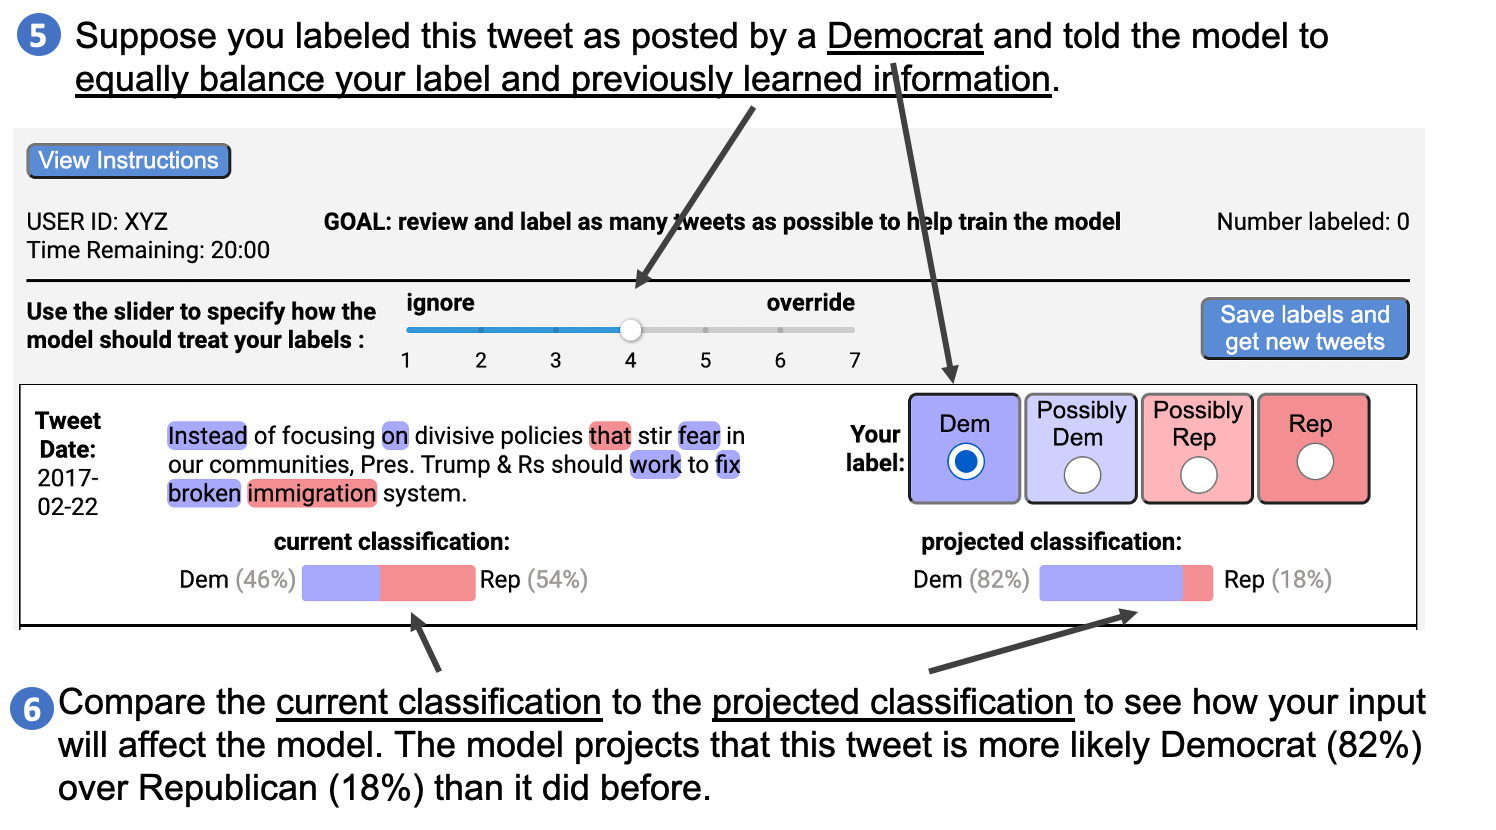 5 Suppose you labeled this tweet as posted by a Democrat and told the model to
equally balance your label and previously learned information.
View Instructions
USER ID: XYZ
Time Remaining: 20:00
GOAL: review and label as many tweets as possible to help train the model
Number labeled: 0
Use the slider to specify how the
model should treat your labels :
ignore override
1 2 3 4 5 6 7
Save labels and
get new tweets
Tweet
Date:
2017-
02-22
Instead of focusing on divisive policies that stir fear in
our communities, Pres. Trump & Rs should work to fix
broken immigration system.
Your
label:
Dem
Possibly
Dem
Possibly
Rep
Rep
current classification:
Dem (46%) Rep (54%)
projected classification:
Dem (82%) Rep (18%)
6 Compare the current classification to the projected classification to see how your input
will affect the model. The model projects that this tweet is more likely Democrat (82%)
over Republican (18%) than it did before.